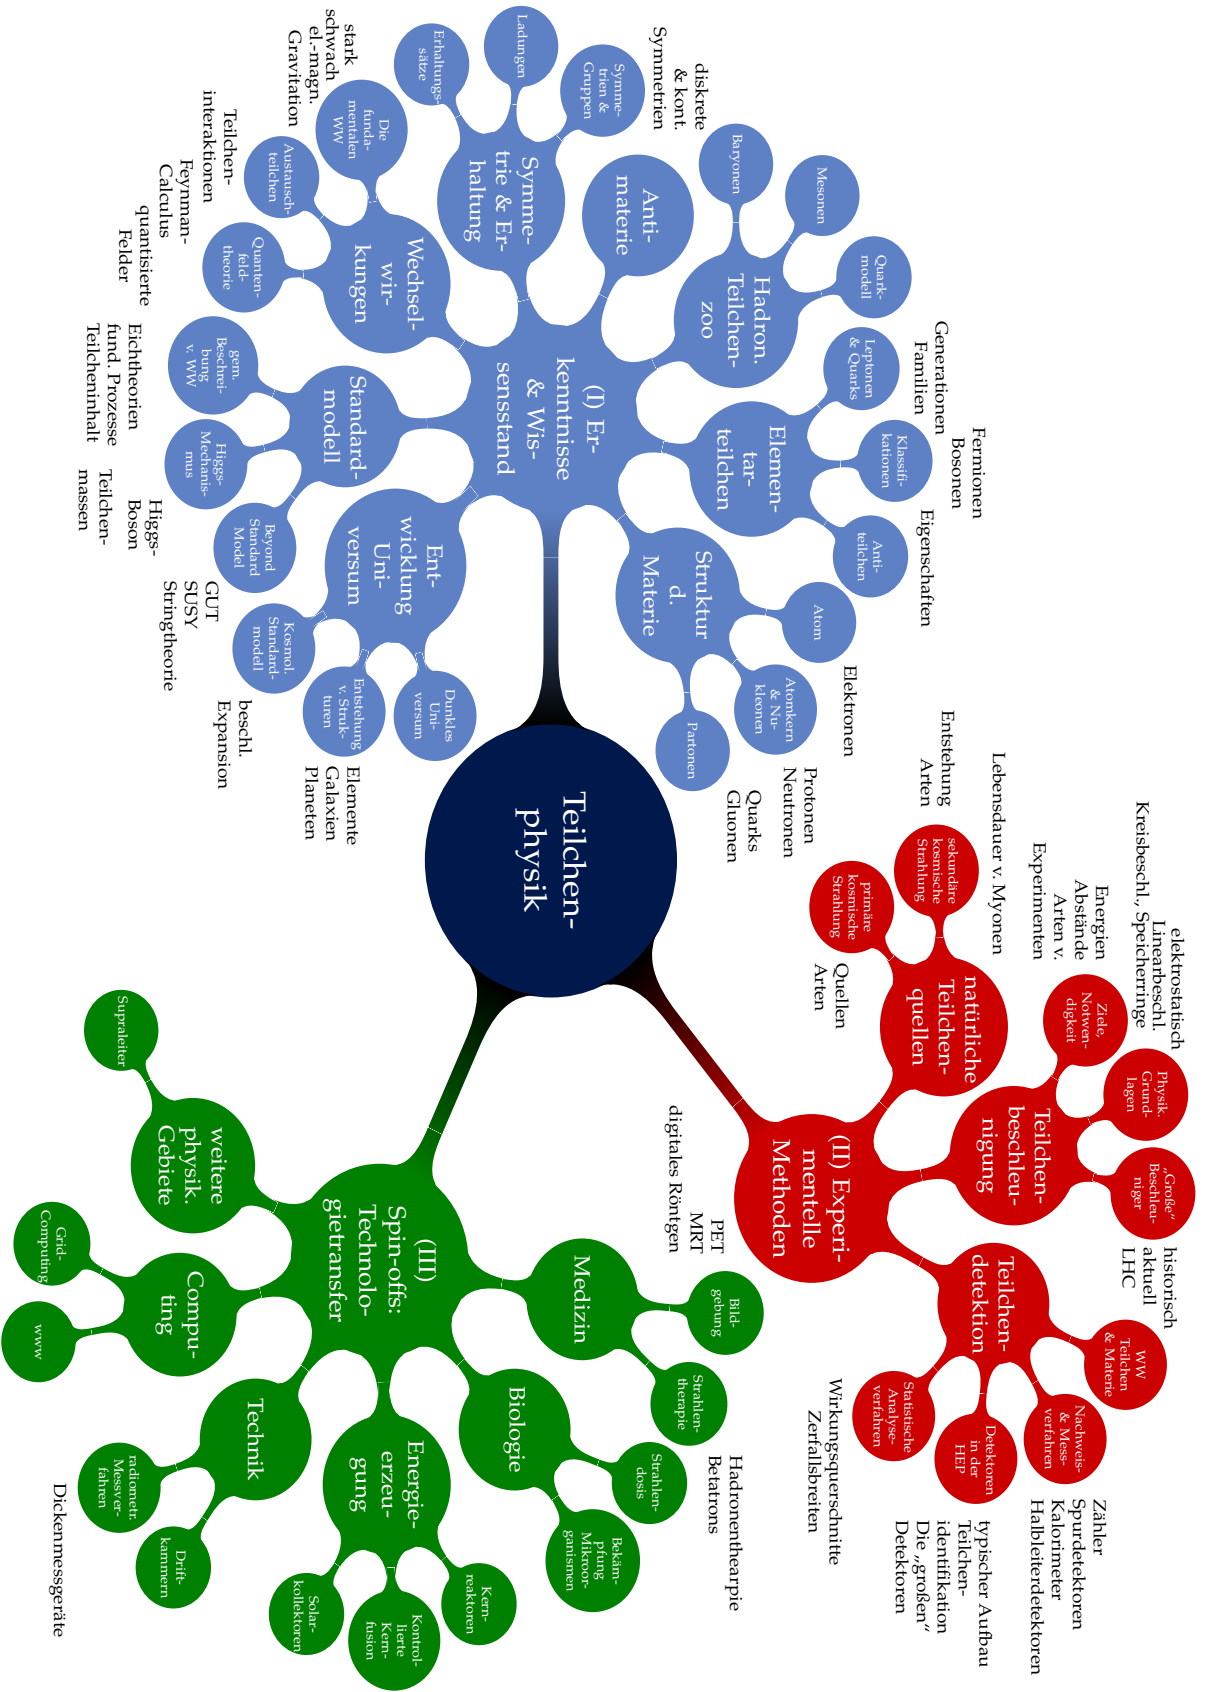 Teilchen-
physik
(I) Er-
kenntnisse
& Wis-
sensstand
Struktur
d.
Materie
Atom
Elektronen
Atomkern
& Nu-
kleonen
Protonen
Neutronen
Partonen
Quarks
Gluonen
Elemen-
tar-
teilchen
Leptonen
& Quarks
Generationen
Familien
Klassifi-
kationen
Fermionen
Bosonen
Anti-
teilchen
Eigenschaften
Hadron.
Teilchen-
zoo
Baryonen
Mesonen
Quark-
modell
Anti-
materie
Symme-
trie & Er-
haltung
Symme-
trien &
Gruppen
diskrete
& kont.
Symmetrien
Ladungen
Erhaltungs-
sätze
Wechsel-
wir-
kungen
Die
funda-
mentalen
WW
stark
schwach
el.-magn.
Gravitation
Austausch-
teilchen
Teilchen-
interaktionen
Feynman-
Calculus
Quanten-
feld-
theorie
quantisierte
Felder
Standard-
modell
gem.
Beschrei-
bung
v. WW
Eichtheorien
fund. Prozesse
Teilcheninhalt
Higgs-
Mechanis-
mus
Higgs-
Boson
Teilchen-
massen
Beyond
Standard
Model
GUT
SUSY
Stringtheorie
Ent-
wicklung
Uni-
versum
Kosmol.
Standard-
modell
beschl.
Expansion
Entstehung
v. Struk-
turen
Elemente
Galaxien
Planeten
Dunkles
Uni-
versum
(II) Experi-
mentelle
Methoden
natürliche
Teilchen-
quellen
primäre
kosmische
Strahlung
Quellen
Arten
sekundäre
kosmische
Strahlung
Entstehung
Arten
Lebensdauer v. Myonen
Teilchen-
beschleu-
nigung
Ziele,
Notwen-
digkeit
Energien
Abstände
Arten v.
Experimenten
Physik.
Grund-
lagen
elektrostatisch
Linearbeschl.
Kreisbeschl., Speicherringe
„Große“
Beschleu-
niger
historisch
aktuell
LHC
Teilchen-
detektion
WW
Teilchen
& Materie
Nachweis-
& Mess-
verfahren
Zähler
Spurdetektoren
Kalorimeter
Halbleiterdetektoren
Detektoren
in der
HEP
typischer Aufbau
Teilchen-
identifikation
Die „großen“
Detektoren
Statistische
Analyse-
verfahren
Wirkungsquerschnitte
Zerfallsbreiten
(III)
Spin-offs:
Technolo-
gietransfer
Medizin
Bild-
gebung
PET
MRT
digitales Röntgen
Strahlen-
therapie
Hadronenthearpie
Betatrons
Biologie
Strahlen-
dosis
Bekäm-
pfung
Mikroor-
ganismen
Energie-
erzeu-
gung
Kern-
reaktoren
Kontrol-
lierte
Kern-
fusion
Solar-
kollektoren
Technik
Drift-
kammern
radiometr.
Messver-
fahren
Dickenmessgeräte
Compu-
ting
www
Grid-
Computing
weitere
physik.
Gebiete
Supraleiter